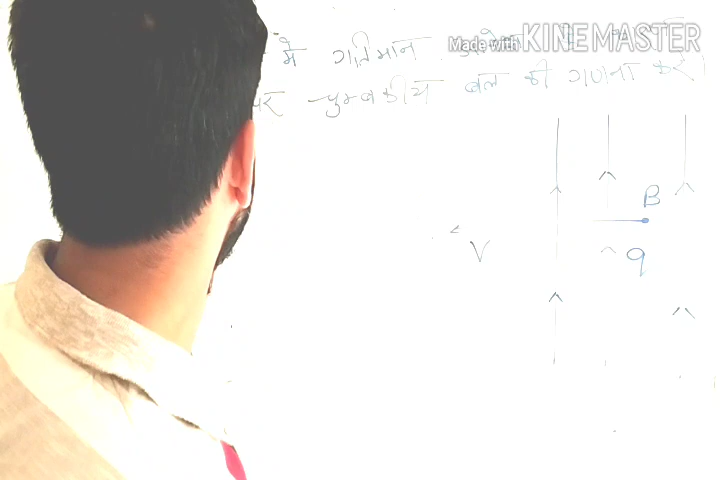 में गतिमान
Made with KINEMASTER
पर चुम्बकीय बल की गणना करें।
B
V
q